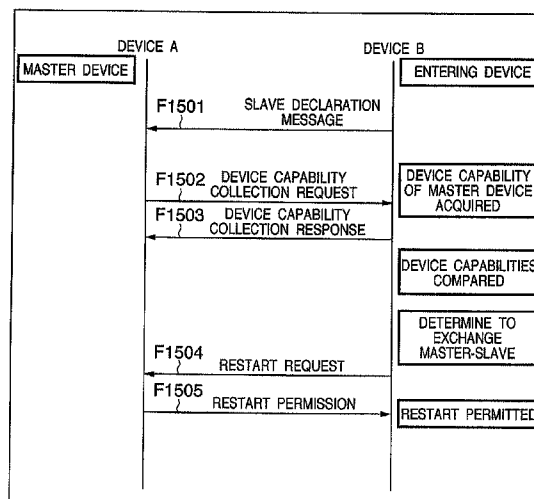 DEVICE A
DEVICE B
MASTER DEVICE
ENTERING DEVICE
F1501
SLAVE DECLARATION
MESSAGE
F1502
DEVICE CAPABILITY
COLLECTION REQUEST
DEVICE CAPABILITY
OF MASTER DEVICE
ACQUIRED
F1503
DEVICE CAPABILITY
COLLECTION RESPONSE
DEVICE CAPABILITIES
COMPARED
DETERMINE TO
EXCHANGE
MASTER-SLAVE
F1504
RESTART REQUEST
F1505
RESTART PERMISSION
RESTART PERMITTED